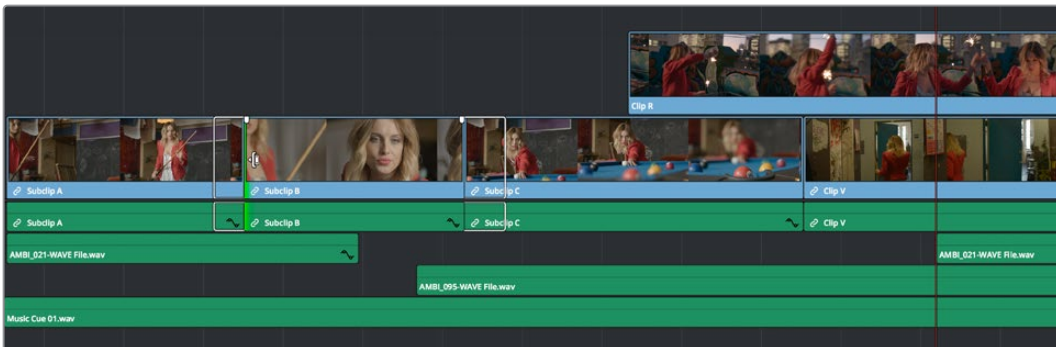 Clip R
Subclip A
Subclip B
Subclip C
Clip V
Subclip A
Subclip B
Subclip C
Clip V
AMBI_021-WAVE File.wav
AMBI_021-WAVE File.wav
AMBI_095-WAVE File.wav
Music Cue 01.wav